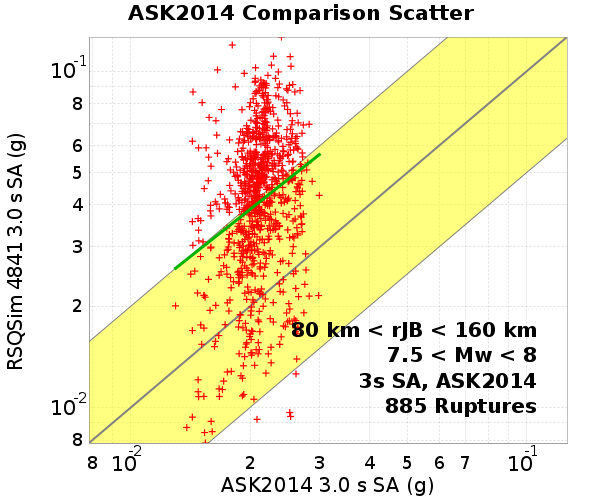 ASK2014 Comparison Scatter
RSQSim 4841 3.0 s SA (g)
10-1
8
6
5
4
3
2
10-2
8
80 km < rJB < 160 km
7.5 < Mw < 8
3s SA, ASK2014
885 Ruptures
8 10-2 2 3 4 5 6 7 10-1
ASK2014 3.0 s SA (g)